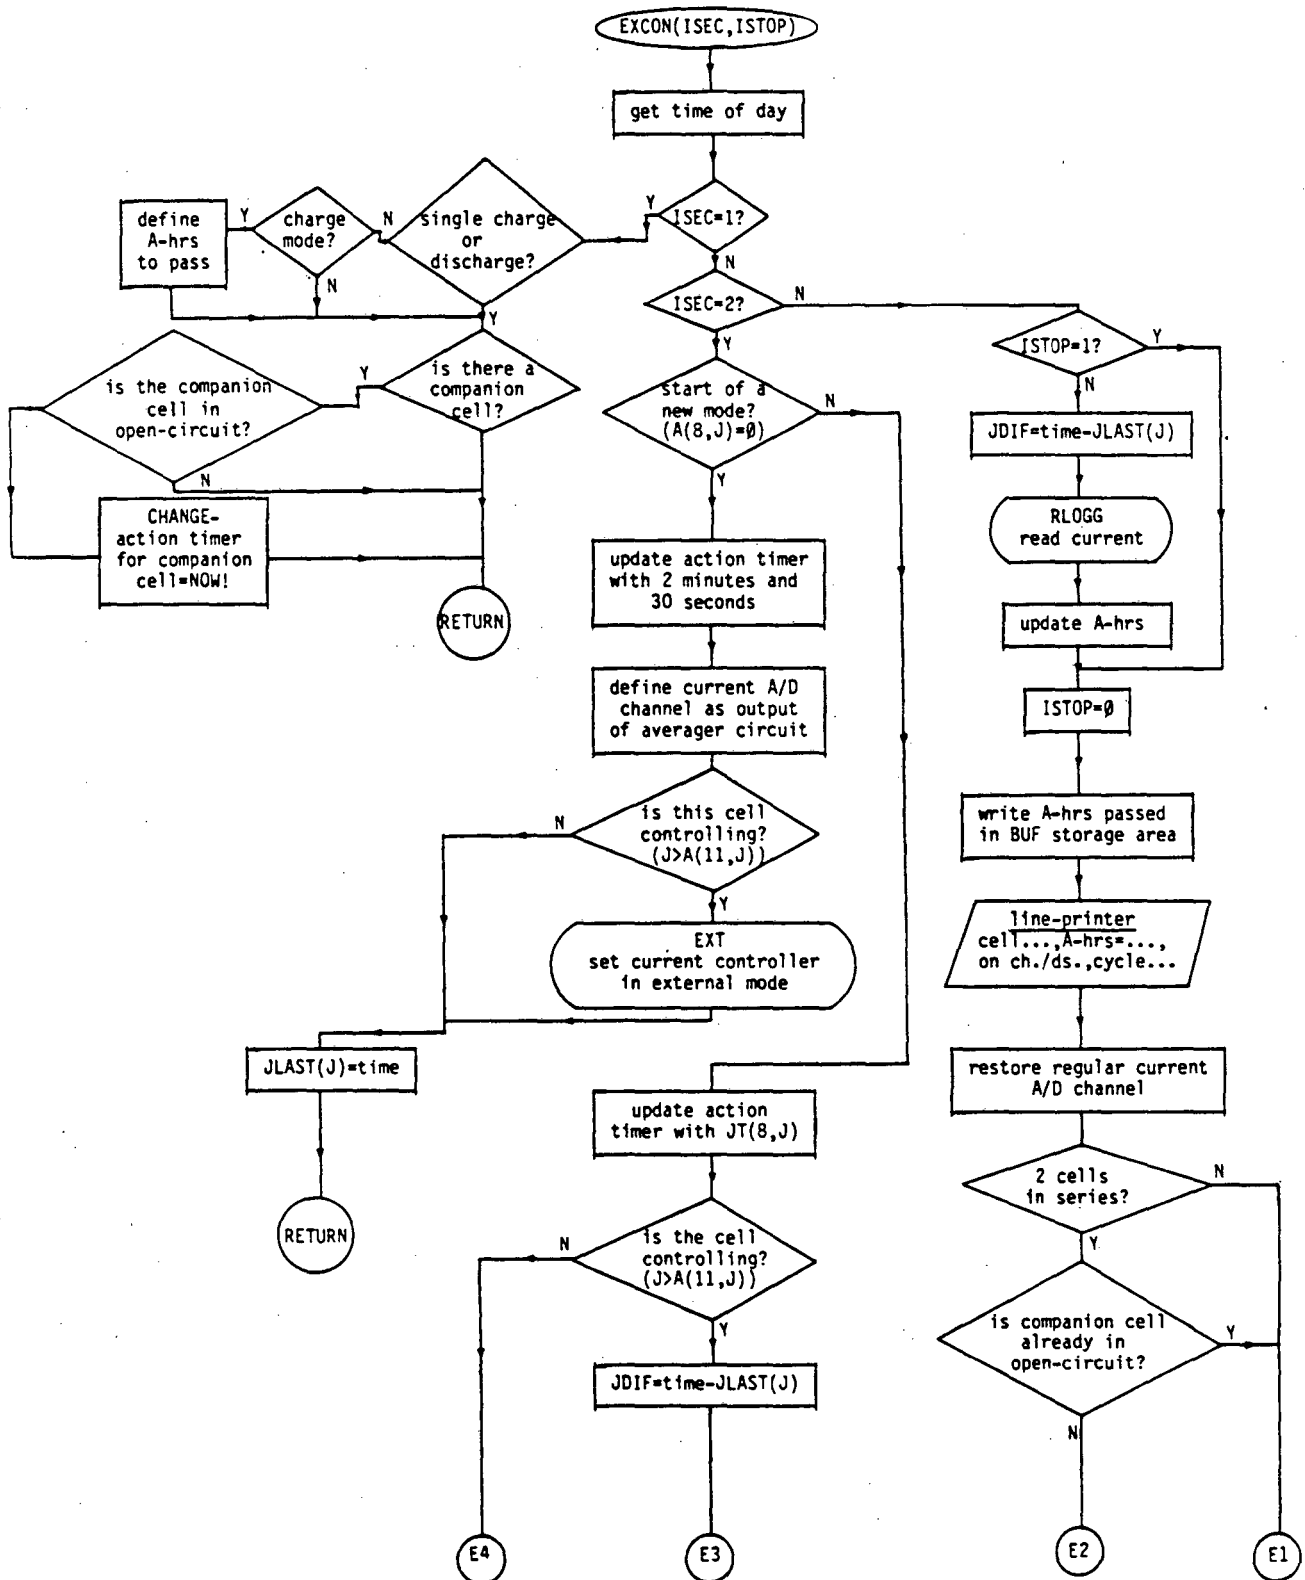 EXCON(ISEC,ISTOP)
get time of day
ISEC=1?
Y
N
single charge
or
discharge?
N
Y
charge
mode?
Y
N
define
A-hrs
to pass
is there a
companion
cell?
Y
is the companion
cell in
open-circuit?
N
CHANGE-
action timer
for companion
cell=NOW!
RETURN
ISEC=2?
N
Y
start of a
new mode?
(A(8,J)=0)
N
Y
update action timer
with 2 minutes and
30 seconds
define current A/D
channel as output
of averager circuit
is this cell
controlling?
(J>A(11,J))
N
Y
EXT
set current controller
in external mode
JLAST(J)=time
RETURN
update action
timer with JT(8,J)
is the cell
controlling?
(J>A(11,J))
N
Y
JDIF=time-JLAST(J)
E4
E3
ISTOP=1?
Y
N
JDIF=time-JLAST(J)
RLOGG
read current
update A-hrs
ISTOP=0
write A-hrs passed
in BUF storage area
line-printer
cell...,A-hrs=...,
on ch./ds.,cycle...
restore regular current
A/D channel
2 cells
in series?
N
Y
is companion cell
already in
open-circuit?
Y
N
E2
E1